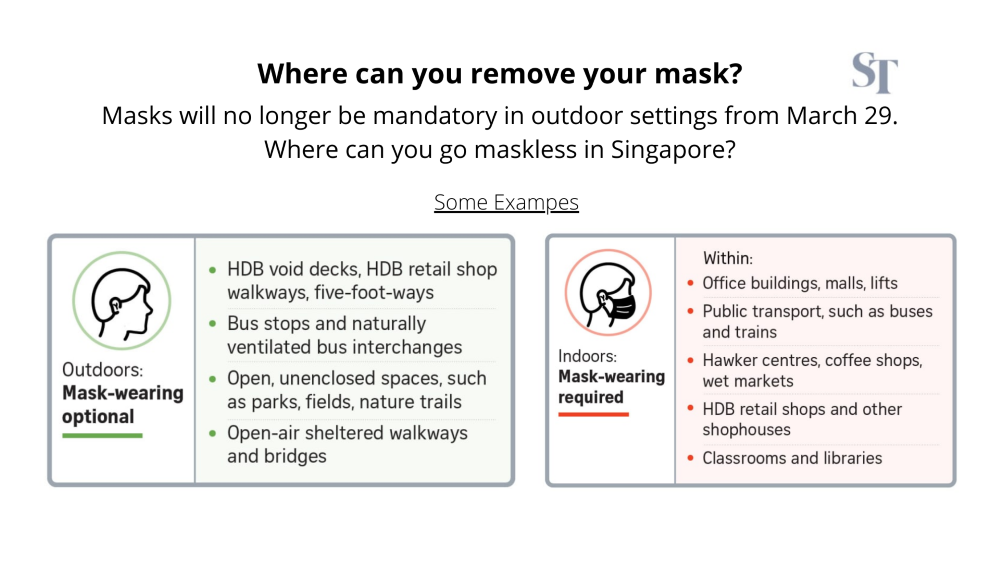 Where can you remove your mask?
ST
Masks will no longer be mandatory in outdoor settings from March 29.
Where can you go maskless in Singapore?
Some Exampes
Outdoors:
Mask-wearing
optional
• HDB void decks, HDB retail shop
walkways, five-foot-ways
• Bus stops and naturally
ventilated bus interchanges
• Open, unenclosed spaces, such
as parks, fields, nature trails
• Open-air sheltered walkways
and bridges
Indoors:
Mask-wearing
required
Within:
• Office buildings, malls, lifts
• Public transport, such as buses
and trains
• Hawker centres, coffee shops,
wet markets
• HDB retail shops and other
shophouses
• Classrooms and libraries